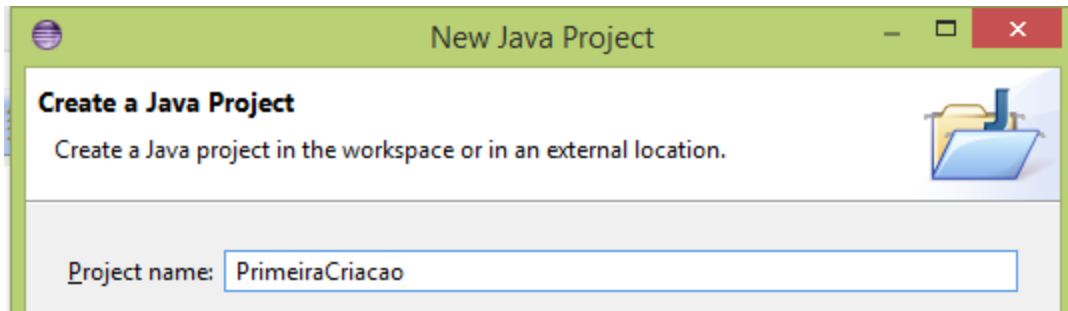 New Java Project
Create a Java Project
Create a Java project in the workspace or in an external location.
Project name: PrimeiraCriacao